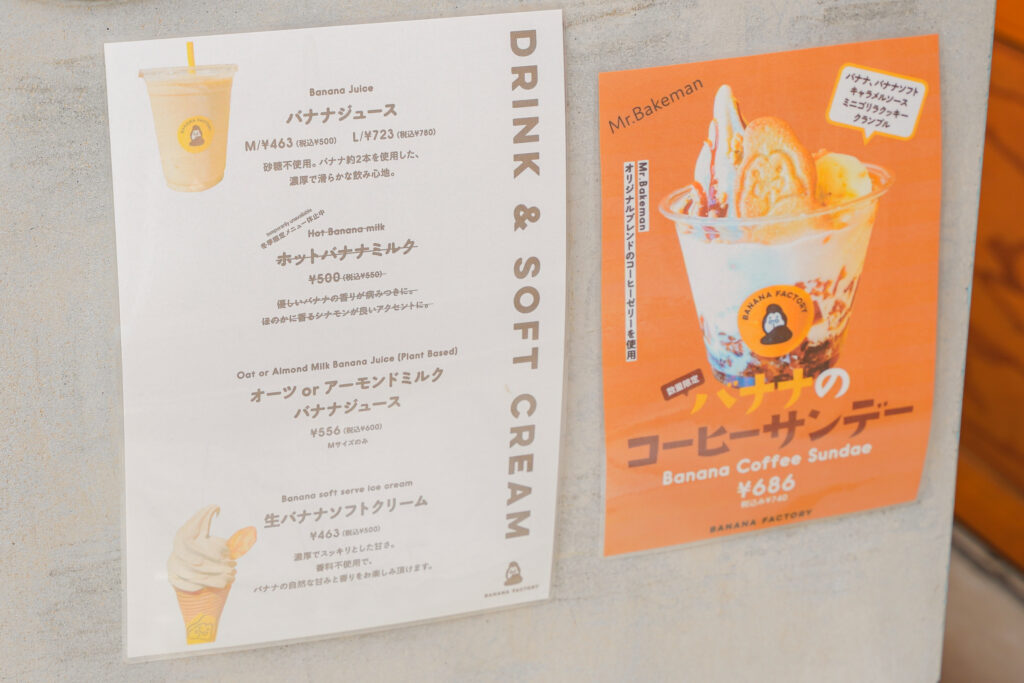 DRINK & SOFT CREAM
Banana Juice
バナナジュース
M/¥463(税込¥500) L/¥723(税込¥780)
砂糖不使用。バナナ約2本を使用した、
濃厚で滑らかな飲み心地。
temporarily unavailable
冬季限定メニュー休止中
Hot Banana milk
ホットバナナミルク
¥500(税込¥550)
優しいバナナの香りが病みつきに。
ほのかに香るシナモンが良いアクセントに。
Oat or Almond Milk Banana Juice (Plant Based)
オーツ or アーモンドミルク
バナナジュース
¥556(税込¥600)
Mサイズのみ
Banana soft serve ice cream
生バナナソフトクリーム
¥463(税込¥500)
濃厚でスッキリとした甘さ。
香料不使用で、
バナナの自然な甘みと香りをお楽しみ頂けます。
BANANA FACTORY
Mr.Bakeman
バナナ、バナナソフト
キャラメルソース
ミニゴリラクッキー
クランブル
Mr. Bakeman
オリジナルブレンドのコーヒーゼリーを使用
BANANA FACTORY
数量限定
バナナの
コーヒーサンデー
Banana Coffee Sundae
¥686
税込み¥740
BANANA FACTORY